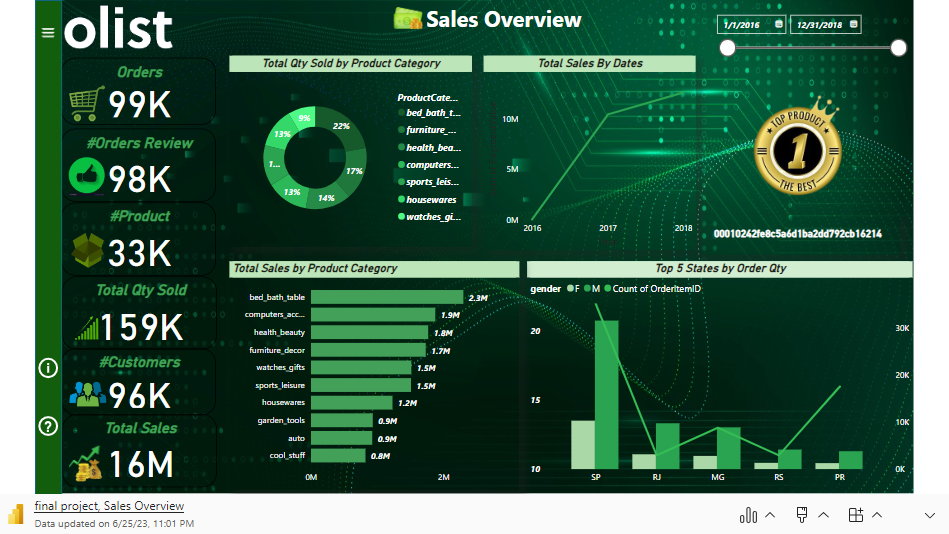 olist
Sales Overview
1/1/2016
12/31/2018
Orders
99K
#Orders Review
98K
#Product
33K
Total Qty Sold
159K
#Customers
96K
Total Sales
16M
Total Qty Sold by Product Category
22%
17%
14%
13%
1...
13%
9%
ProductCate...
bed_bath_t...
furniture_...
health_bea...
computers...
sports_leis...
housewares
watches_gi...
Total Sales By Dates
10M
5M
0M
2016
2017
2018
TOP PRODUCT
1
THE BEST
00010242fe8c5a6d1ba2dd792cb16214
Total Sales by Product Category
bed_bath_table 2.3M
computers_acc... 1.9M
health_beauty 1.8M
furniture_decor 1.7M
watches_gifts 1.5M
sports_leisure 1.5M
housewares 1.2M
garden_tools 0.9M
auto 0.9M
cool_stuff 0.8M
0M 2M
Top 5 States by Order Qty
gender F M Count of OrderItemID
20
15
10
30K
20K
10K
0K
SP RJ MG RS PR
final project, Sales Overview
Data updated on 6/25/23, 11:01 PM